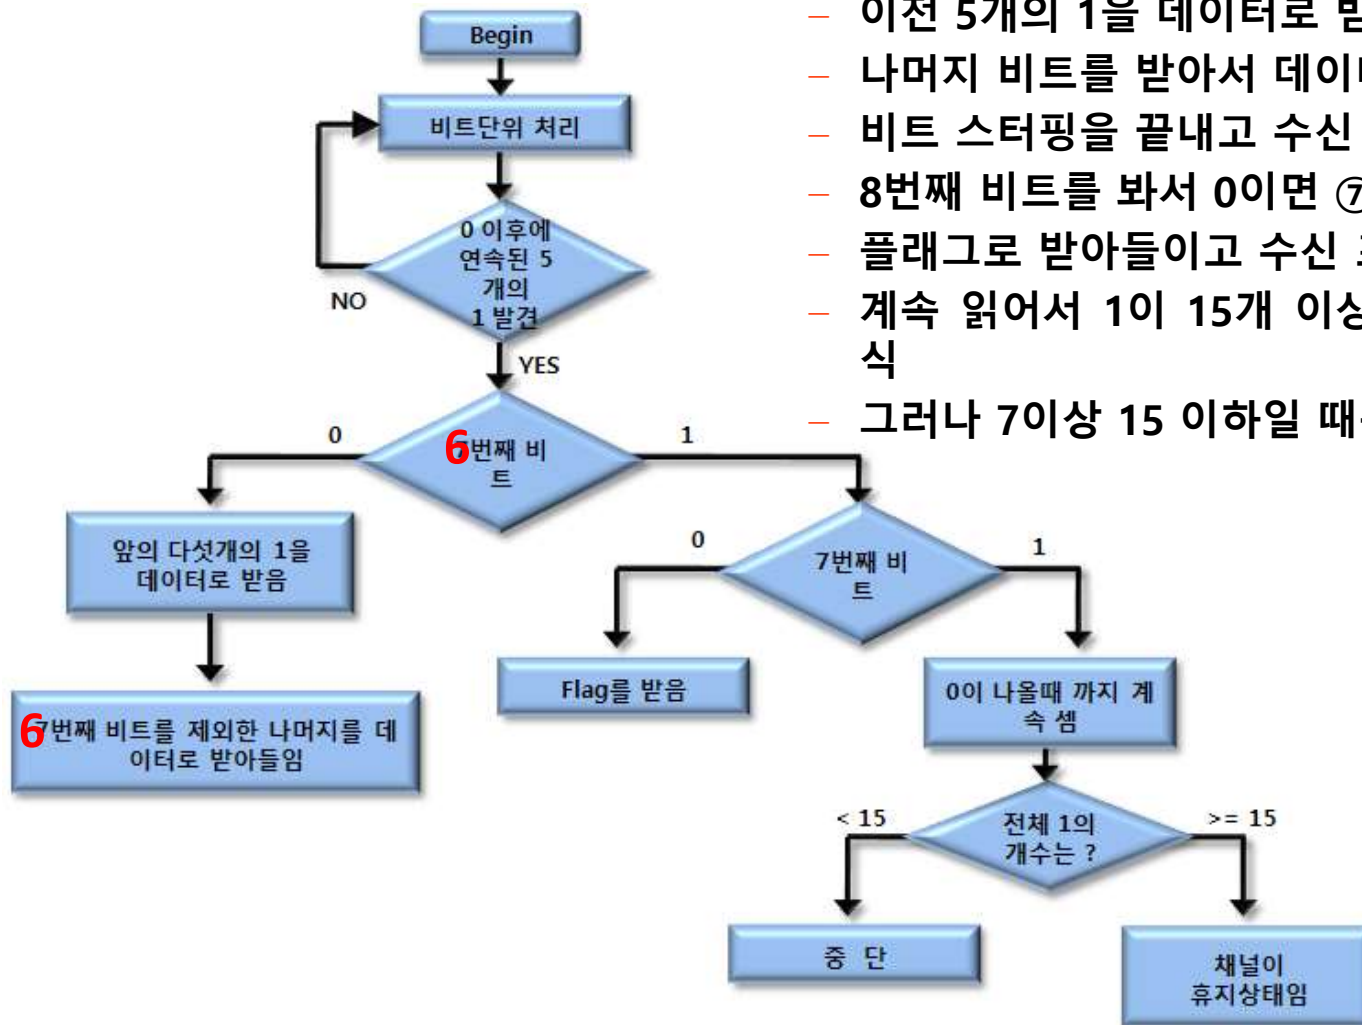 Begin
비트단위 처리
0 이후에
연속된 5
개의
1 발견
NO
YES
0
6번째 비
트
1
앞의 다섯개의 1을
데이터로 받음
6 7번째 비트를 제외한 나머지를 데
이터로 받아들임
0
7번째 비
트
1
Flag를 받음
0이 나올때 까지 계
속 셈
< 15
전체 1의
개수는 ?
>= 15
중 단
채널이
휴지상태임
– 이전 5개의 1을 데이터로
– 나머지 비트를 받아서
– 비트 스터핑을 끝내고 수신
– 8번째 비트를 봐서 0이면 ⑦
– 플래그로 받아들이고 수신
– 계속 읽어서 1이 15개
식
– 그러나 7이상 15 이하일